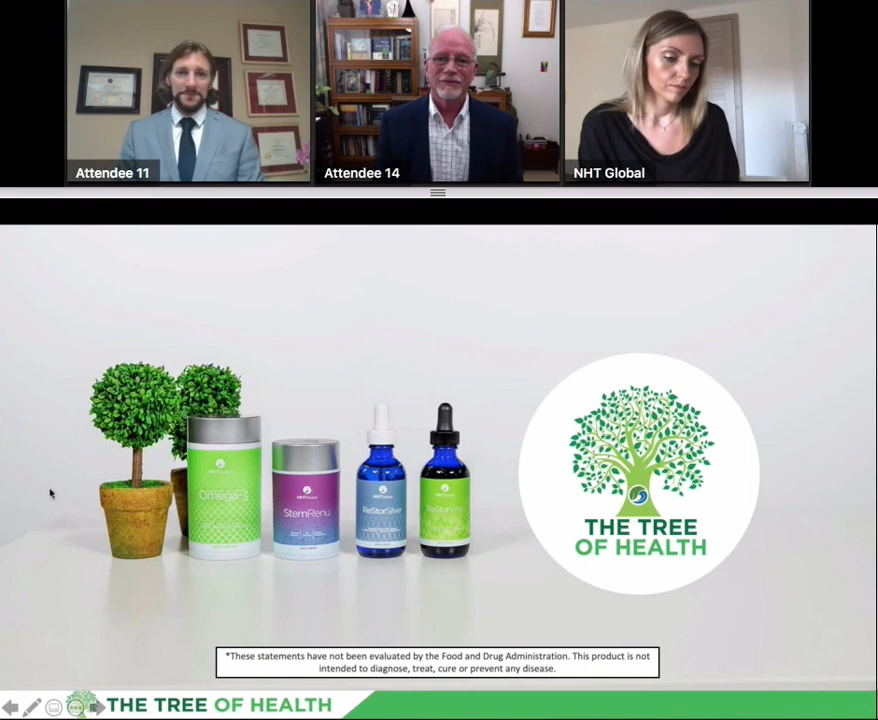 Attendee 11
Attendee 14
NHT Global
Omega-3
StemRenu
ReStorSilver
ReStorVital
THE TREE
OF HEALTH
*These statements have not been evaluated by the Food and Drug Administration. This product is not
intended to diagnose, treat, cure or prevent any disease.
THE TREE OF HEALTH